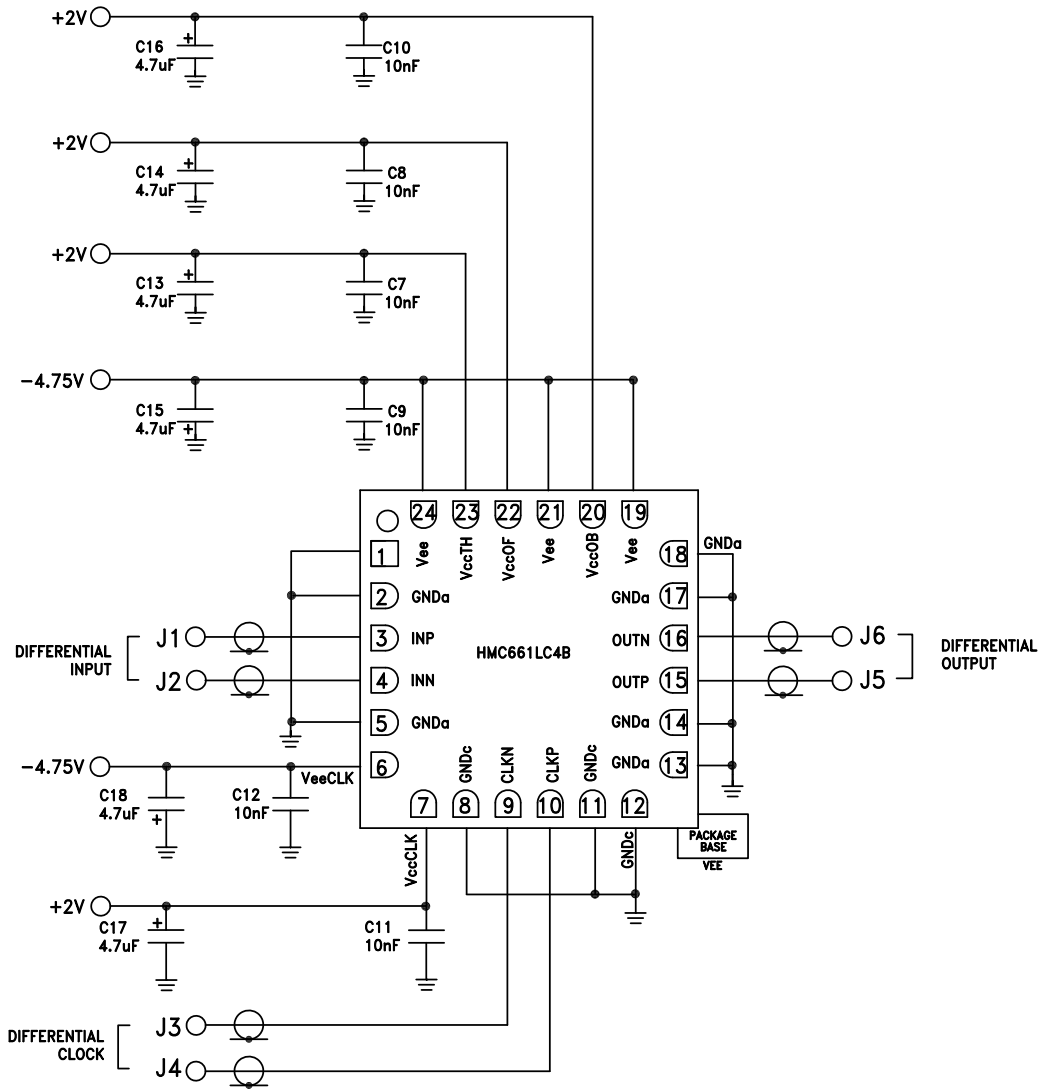 +2V
C16
4.7uF
+
C10
10nF
+2V
C14
4.7uF
+
C8
10nF
+2V
C13
4.7uF
+
C7
10nF
-4.75V
C15
4.7uF
+
C9
10nF
24
23
22
21
20
19
Vee
VccTH
VccOF
Vee
VccOB
Vee
1
18
GNDa
2
GNDa
GNDa
17
DIFFERENTIAL
INPUT
J1
3
INP
HMC661LC4B
OUTN
16
J6
DIFFERENTIAL
OUTPUT
J2
4
INN
OUTP
15
J5
5
GNDa
GNDa
14
-4.75V
VeeCLK
6
GNDa
13
C18
4.7uF
+
C12
10nF
GNDc
CLKN
CLKP
GNDc
7
8
9
10
11
12
VccCLK
GNDc
PACKAGE
BASE
VEE
+2V
C17
4.7uF
+
C11
10nF
DIFFERENTIAL
CLOCK
J3
J4